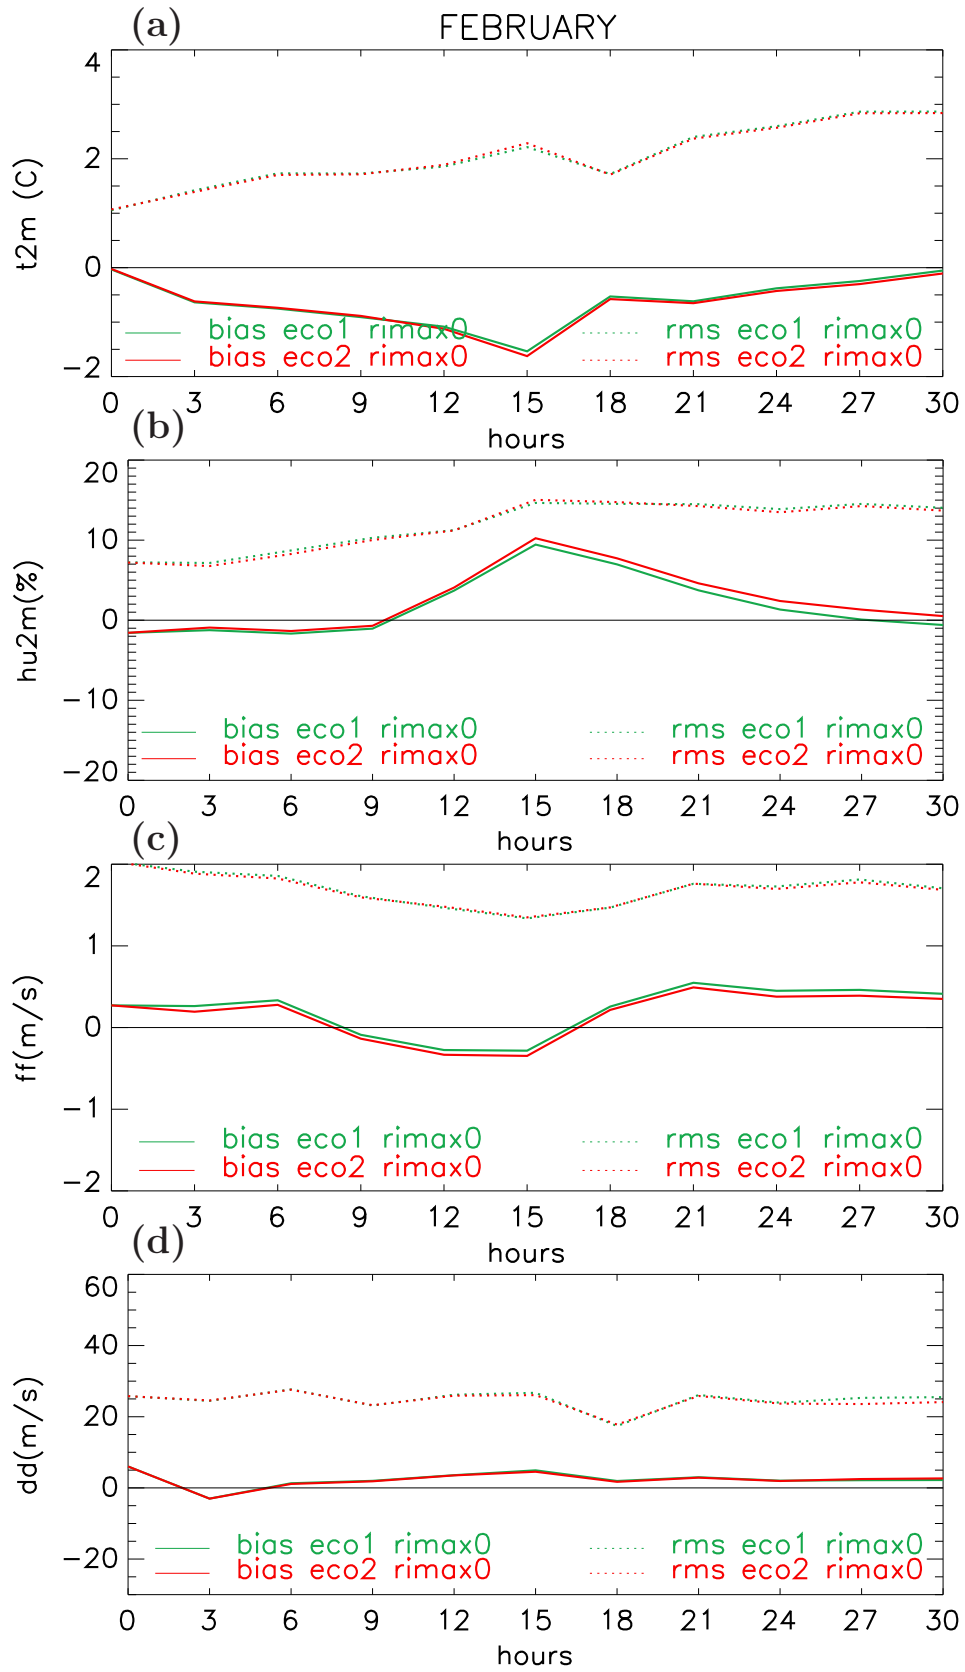 (a) FEBRUARY
4
2
0
−2
t2m (C)
bias eco1 rimax0 rms eco1 rimax0
bias eco2 rimax0 rms eco2 rimax0
0 3 6 9 12 15 18 21 24 27 30
hours
(b)
20
10
0
−10
−20
hu2m(%)
bias eco1 rimax0 rms eco1 rimax0
bias eco2 rimax0 rms eco2 rimax0
0 3 6 9 12 15 18 21 24 27 30
hours
(c)
2
1
0
−1
−2
ff(m/s)
bias eco1 rimax0 rms eco1 rimax0
bias eco2 rimax0 rms eco2 rimax0
0 3 6 9 12 15 18 21 24 27 30
hours
(d)
60
40
20
0
−20
dd(m/s)
bias eco1 rimax0 rms eco1 rimax0
bias eco2 rimax0 rms eco2 rimax0
0 3 6 9 12 15 18 21 24 27 30
hours